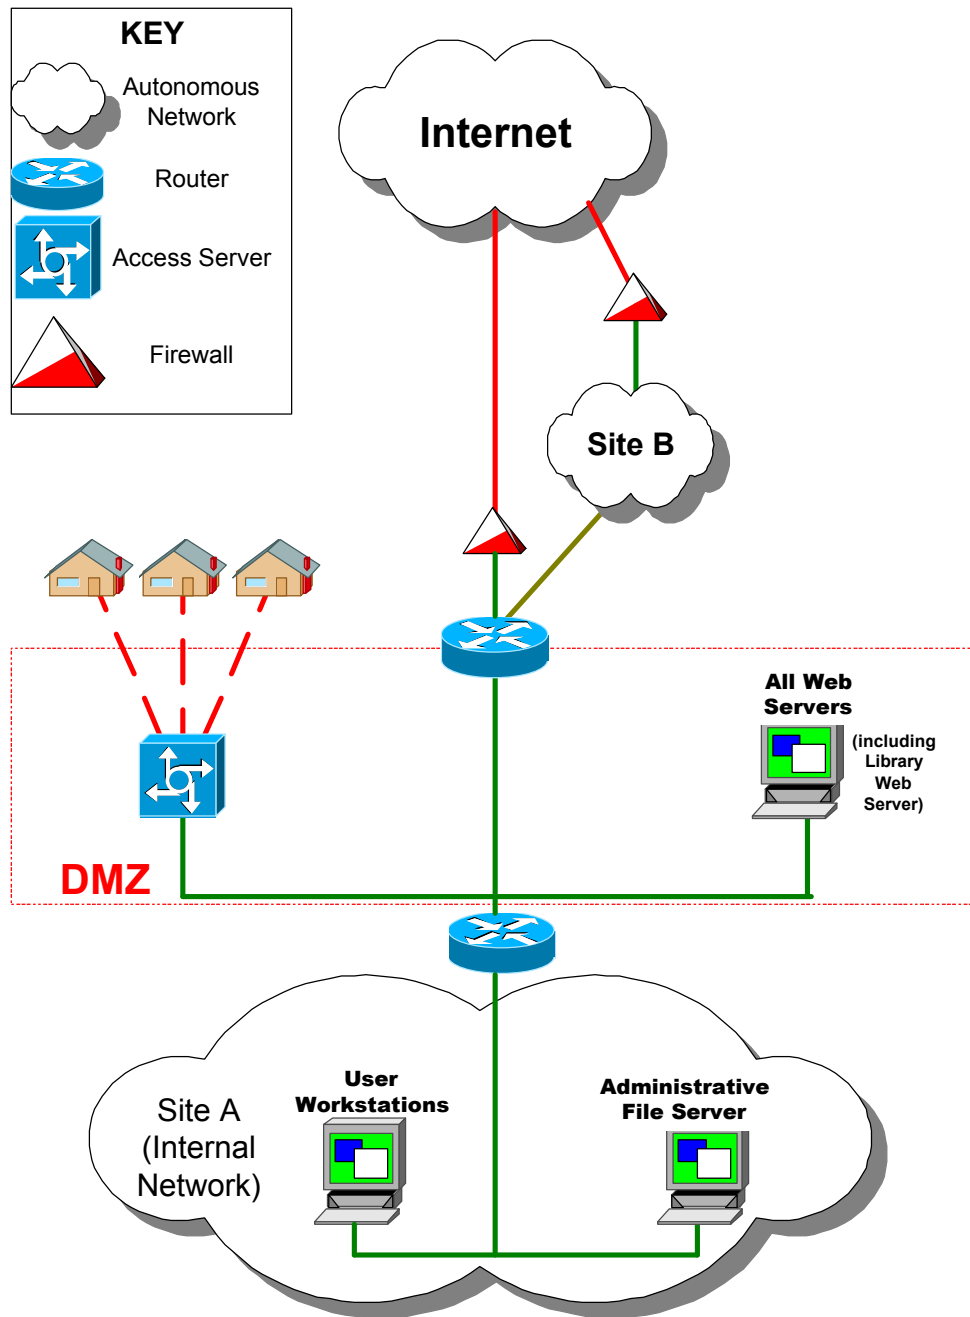 KEY
Autonomous
Network
Router
Access Server
Firewall
Internet
Site B
All Web
Servers
(including
Library
Web
Server)
DMZ
Site A
(Internal
Network)
User
Workstations
Administrative
File Server